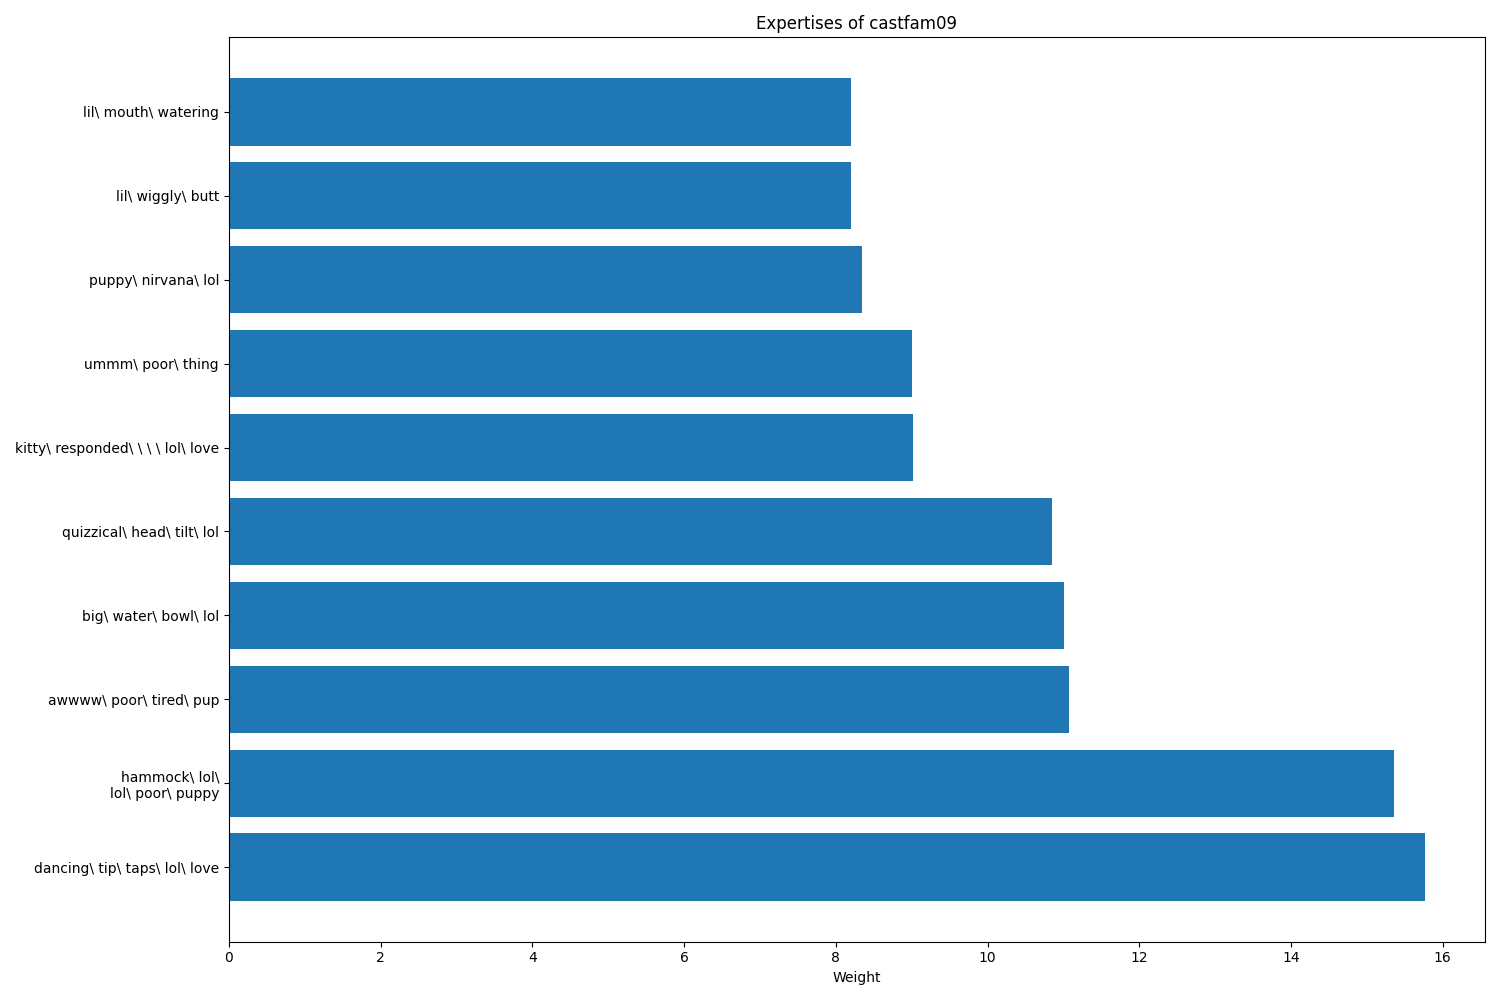 Expertises of castfam09
lil\ mouth\ watering
lil\ wiggly\ butt
puppy\ nirvana\ lol
ummm\ poor\ thing
kitty\ responded\ \ \ \ lol\ love
quizzical\ head\ tilt\ lol
big\ water\ bowl\ lol
awwww\ poor\ tired\ pup
hammock\ lol\
lol\ poor\ puppy
dancing\ tip\ taps\ lol\ love
0 2 4 6 8 10 12 14 16
Weight